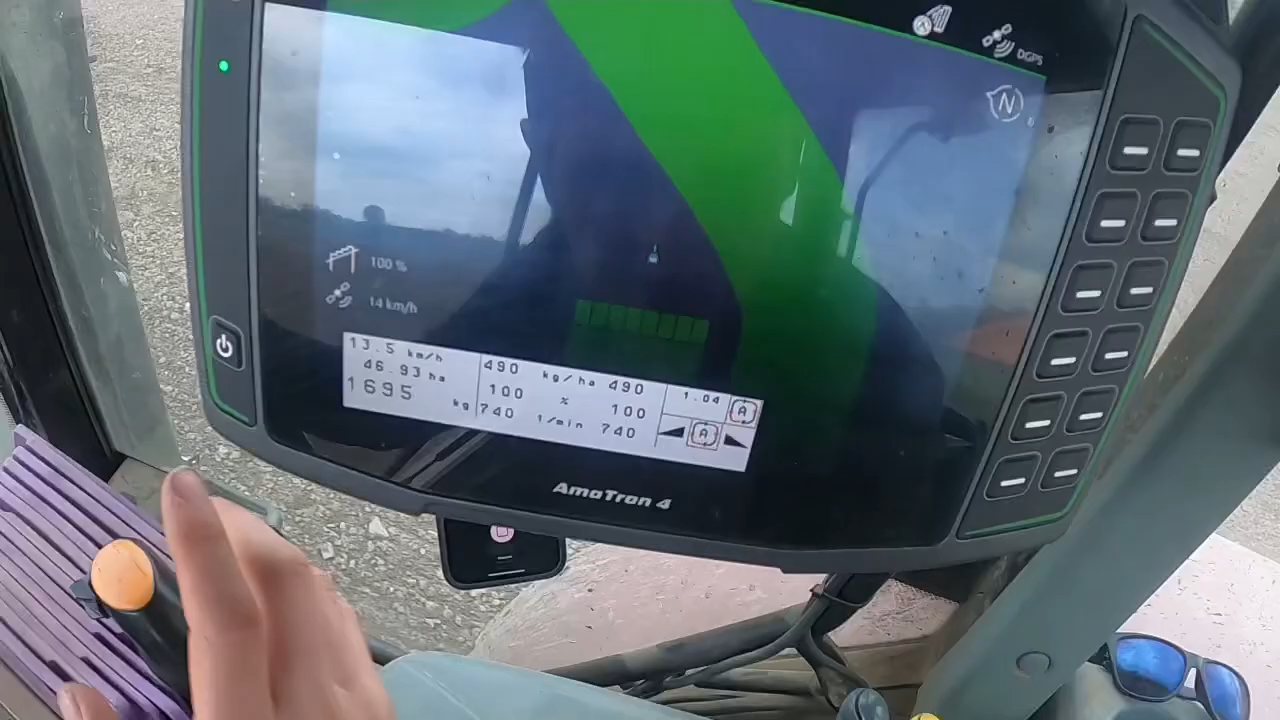 DGPS
N
100 %
14 km/h
13.5 km/h 490 kg/ha 490 1.04 A
46.93 ha 100 % 100
1695 kg 740 1/min 740 A
AmaTron 4